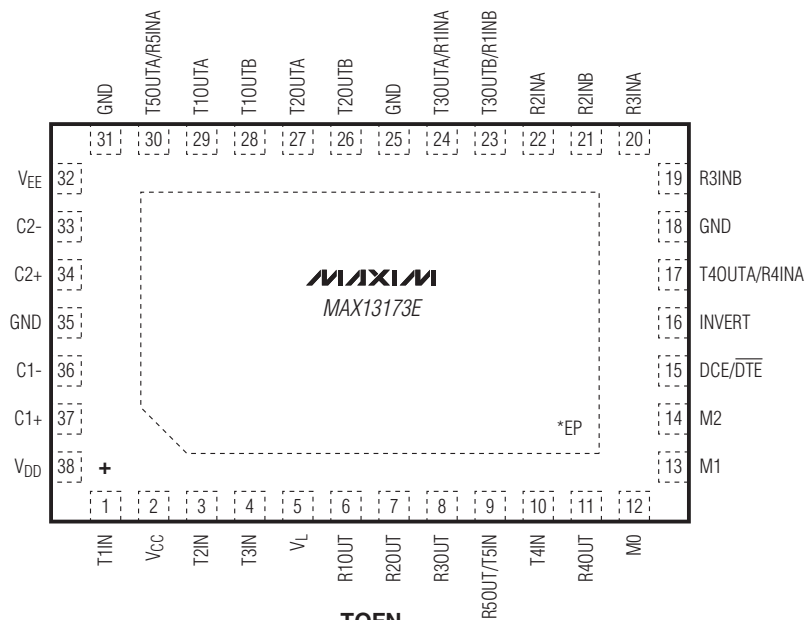 GND
T5OUTA/R5INA
T1OUTA
T1OUTB
T2OUTA
T2OUTB
GND
T3OUTA/R1INA
T3OUTB/R1INB
R2INA
R2INB
R3INA
31 30 29 28 27 26 25 24 23 22 21 20
VEE 32
C2- 33
C2+ 34
GND 35
C1- 36
C1+ 37
VDD 38
19 R3INB
18 GND
17 T4OUTA/R4INA
16 INVERT
15 DCE/DTE
14 M2
13 M1
MAXIM
MAX13173E
*EP
+
1 2 3 4 5 6 7 8 9 10 11 12
T1IN
VCC
T2IN
T3IN
VL
R1OUT
R2OUT
R3OUT
R5OUT/T5IN
T4IN
R4OUT
M0